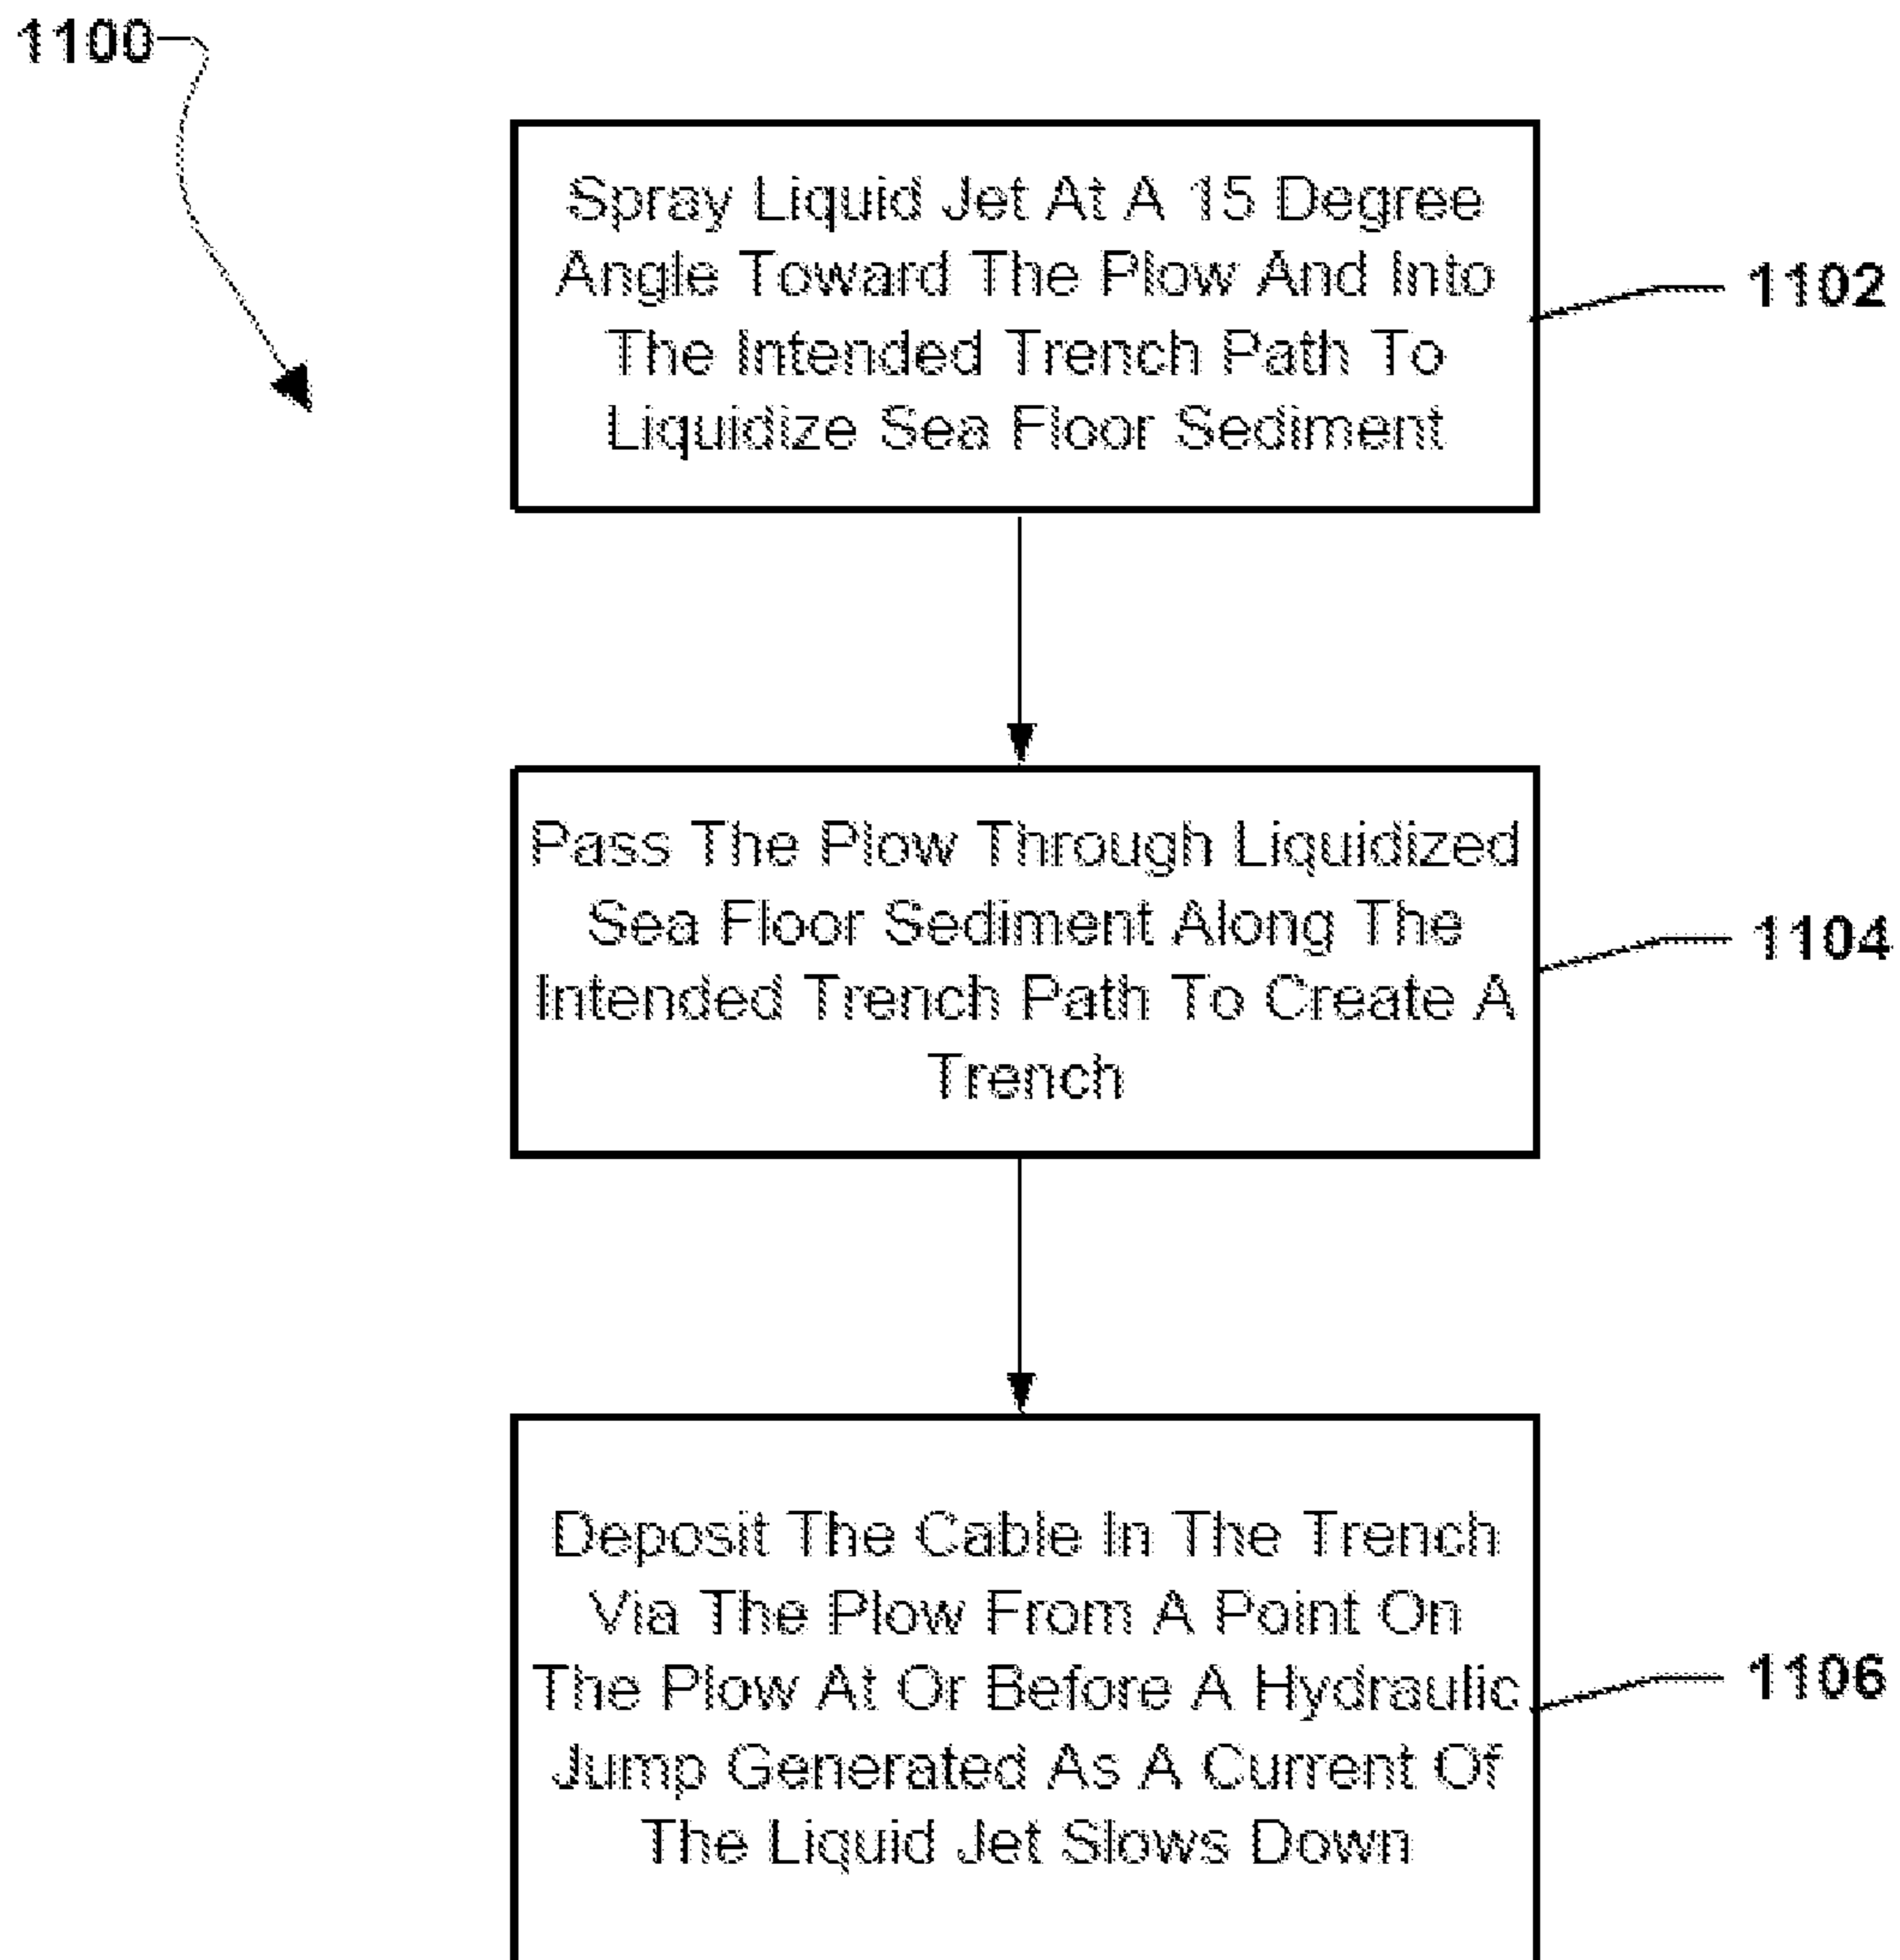 1100
Spray Liquid Jet At A 15 Degree
Angle Toward The Plow And Into
The Intended Trench Path To
Liquidize Sea Floor Sediment
1102
Pass The Plow Through Liquidized
Sea Floor Sediment Along The
Intended Trench Path To Create A
Trench
1104
Deposit The Cable In The Trench
Via The Plow From A Point On
The Plow At Or Before A Hydraulic
Jump Generated As A Current Of
The Liquid Jet Slows Down
1106